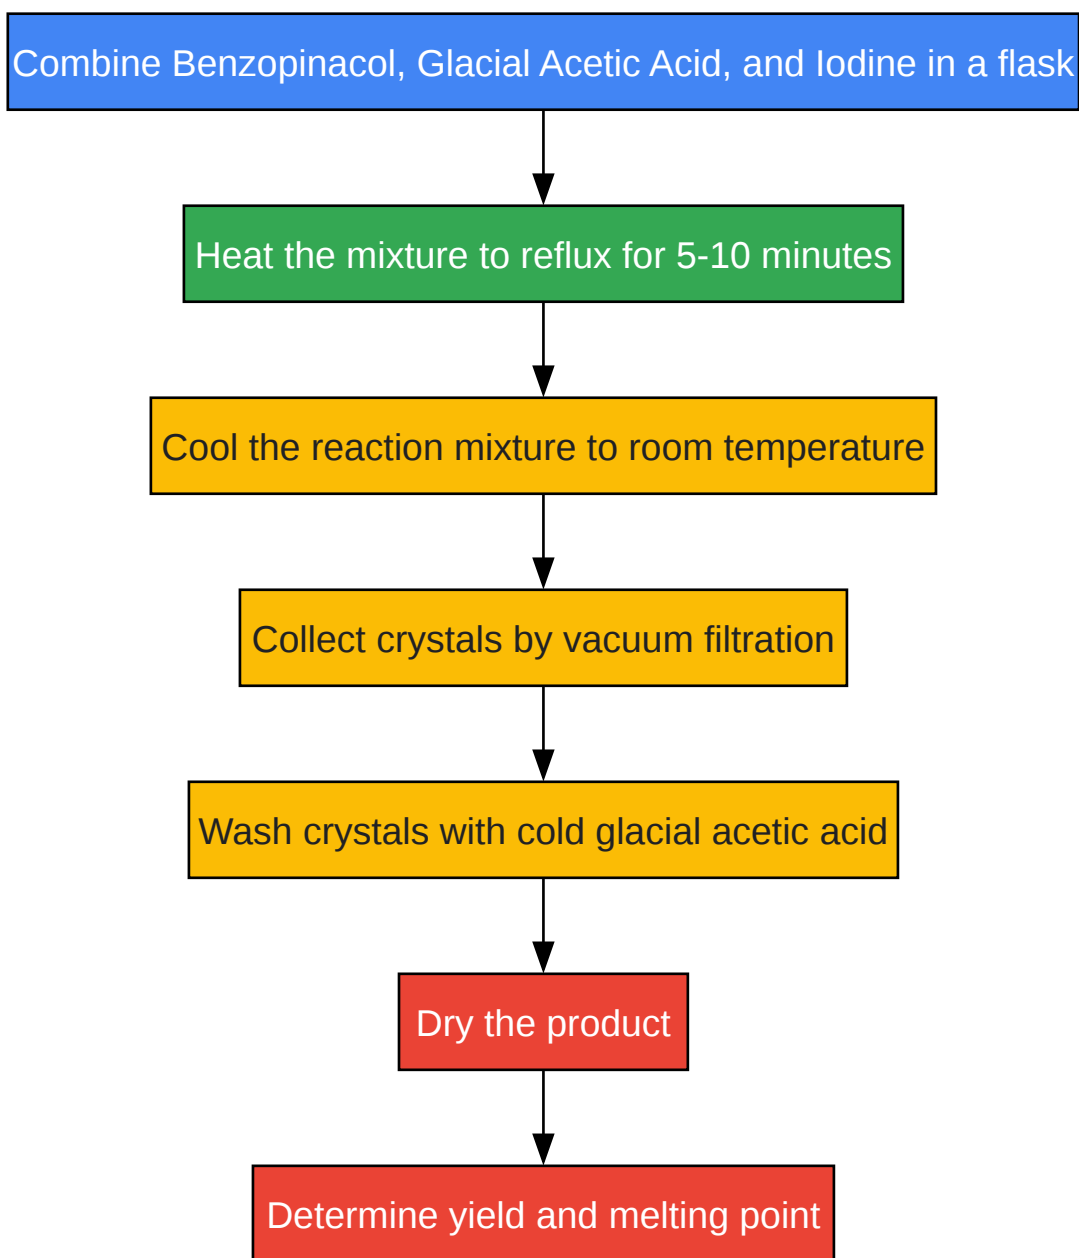 Combine Benzopinacol, Glacial Acetic Acid, and Iodine in a flask
Heat the mixture to reflux for 5-10 minutes
Cool the reaction mixture to room temperature
Collect crystals by vacuum filtration
Wash crystals with cold glacial acetic acid
Dry the product
Determine yield and melting point